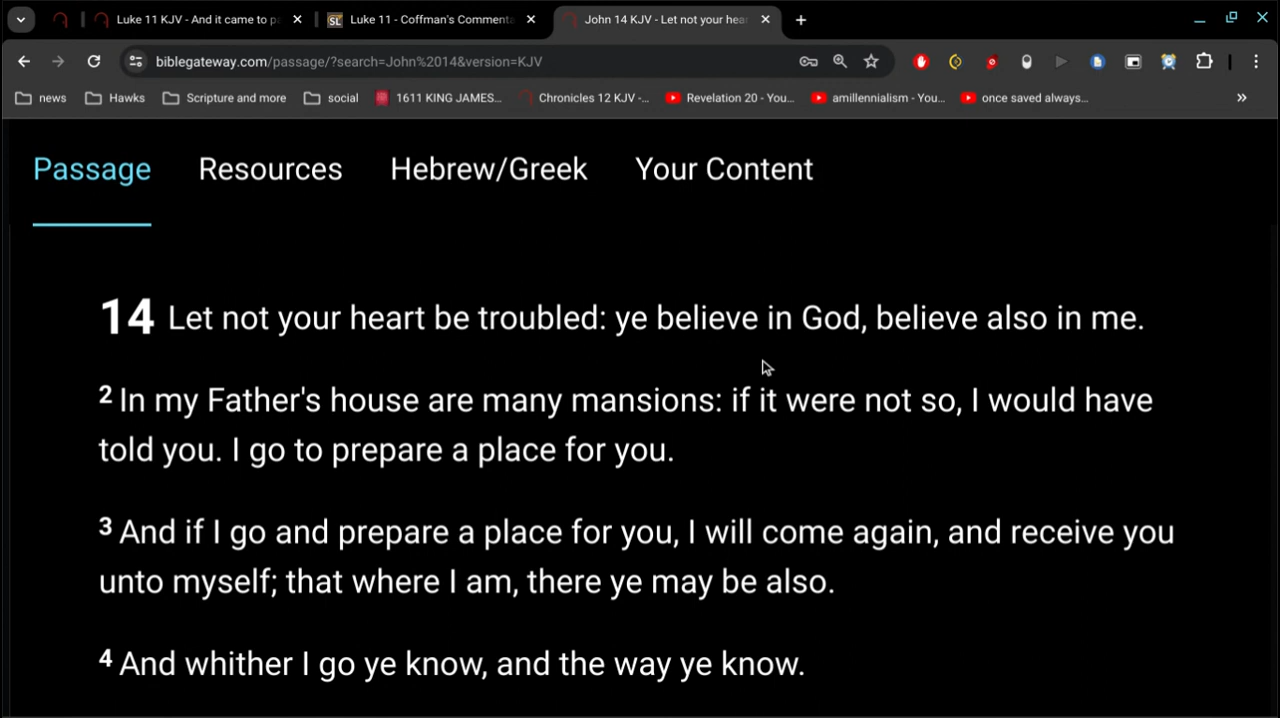 Luke 11 KJV - And it came to pa
SL Luke 11 - Coffman's Commenta
John 14 KJV - Let not your hear
biblegateway.com/passage/?search=John%2014&version=KJV
news Hawks Scripture and more social 1611 KING JAMES... Chronicles 12 KJV -... Revelation 20 - You... amillennialism - You... once saved always... »
Passage Resources Hebrew/Greek Your Content
14 Let not your heart be troubled: ye believe in God, believe also in me.
2 In my Father's house are many mansions: if it were not so, I would have
told you. I go to prepare a place for you.
3 And if I go and prepare a place for you, I will come again, and receive you
unto myself; that where I am, there ye may be also.
4 And whither I go ye know, and the way ye know.